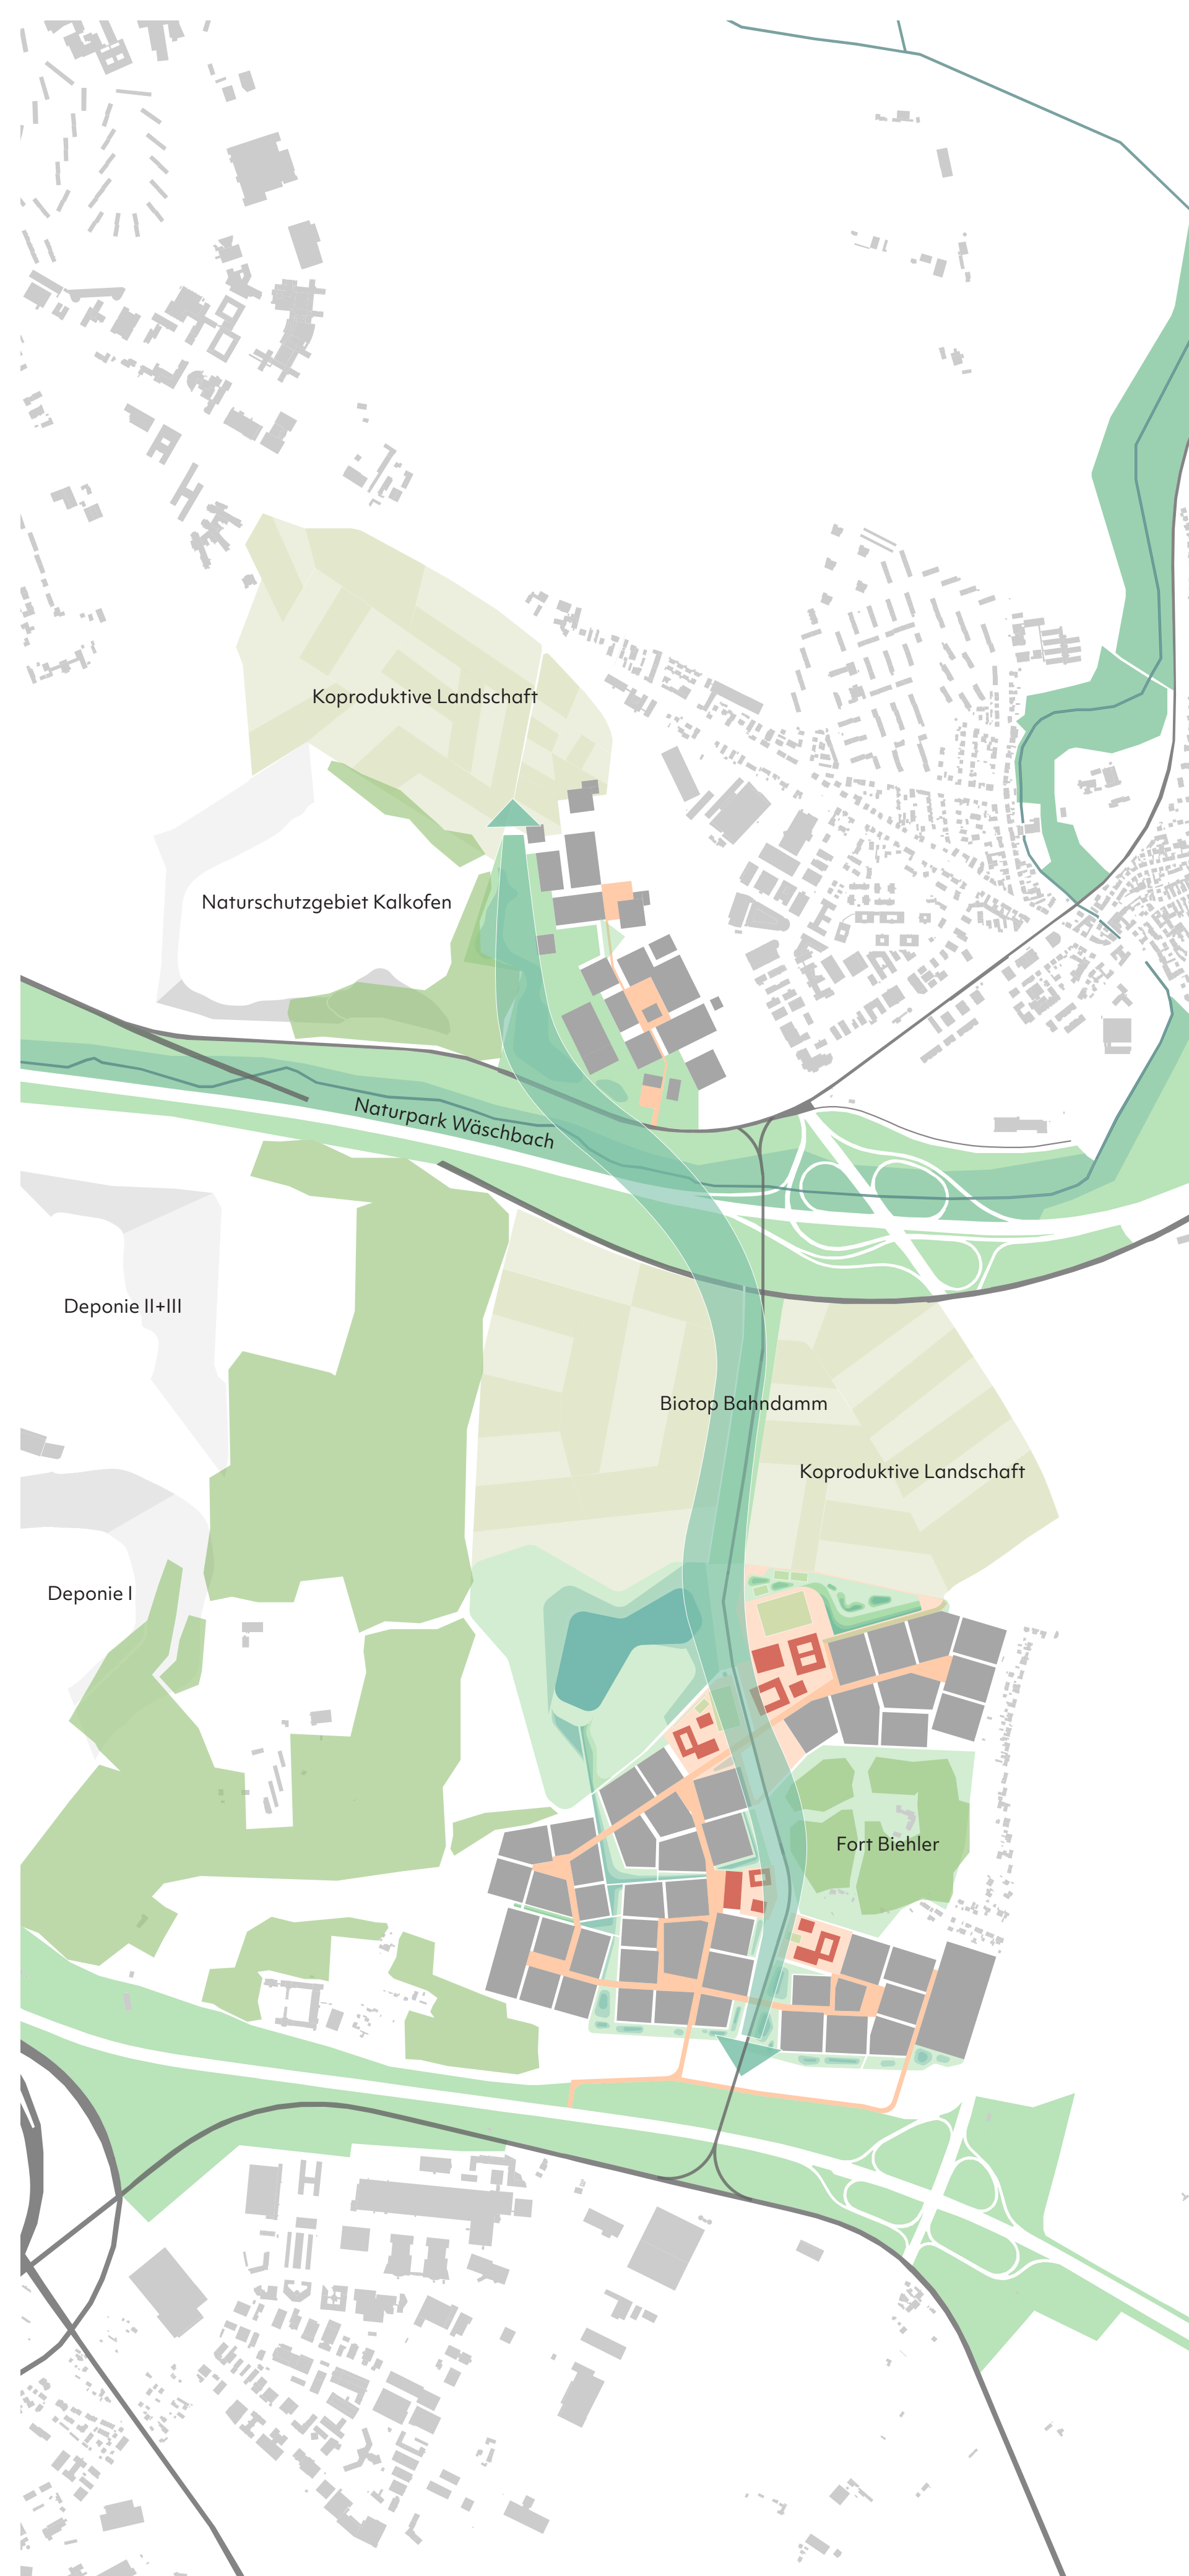 Koproduktive Landschaft
Naturschutzgebiet Kalkofen
Naturpark Wäschbach
Deponie II+III
Biotop Bahndamm
Koproduktive Landschaft
Deponie I
Fort Biehler